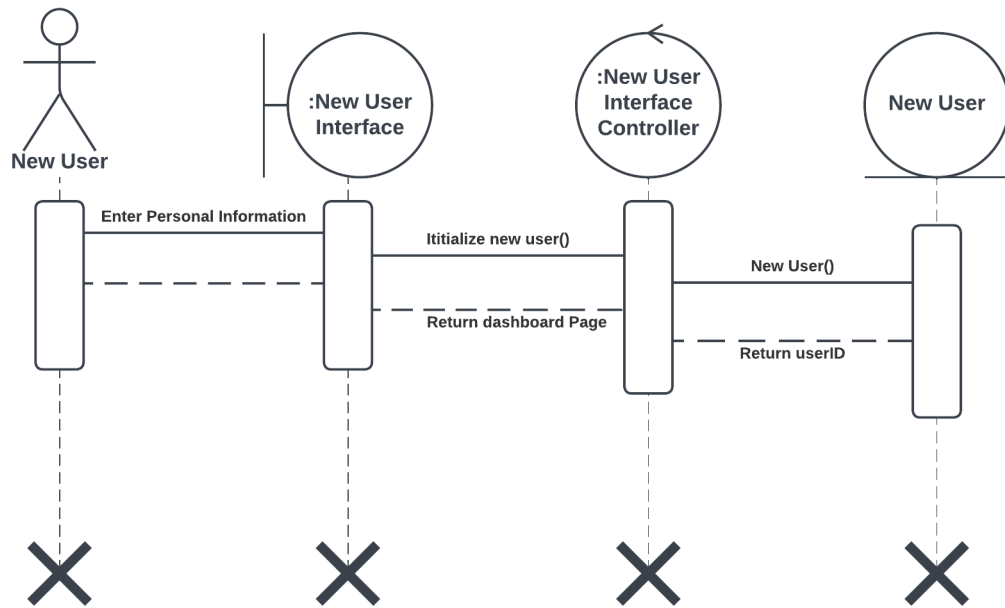 :New User
Interface
:New User
Interface
Controller
New User
New User
Enter Personal Information
Ititialize new user()
New User()
Return dashboard Page
Return userID